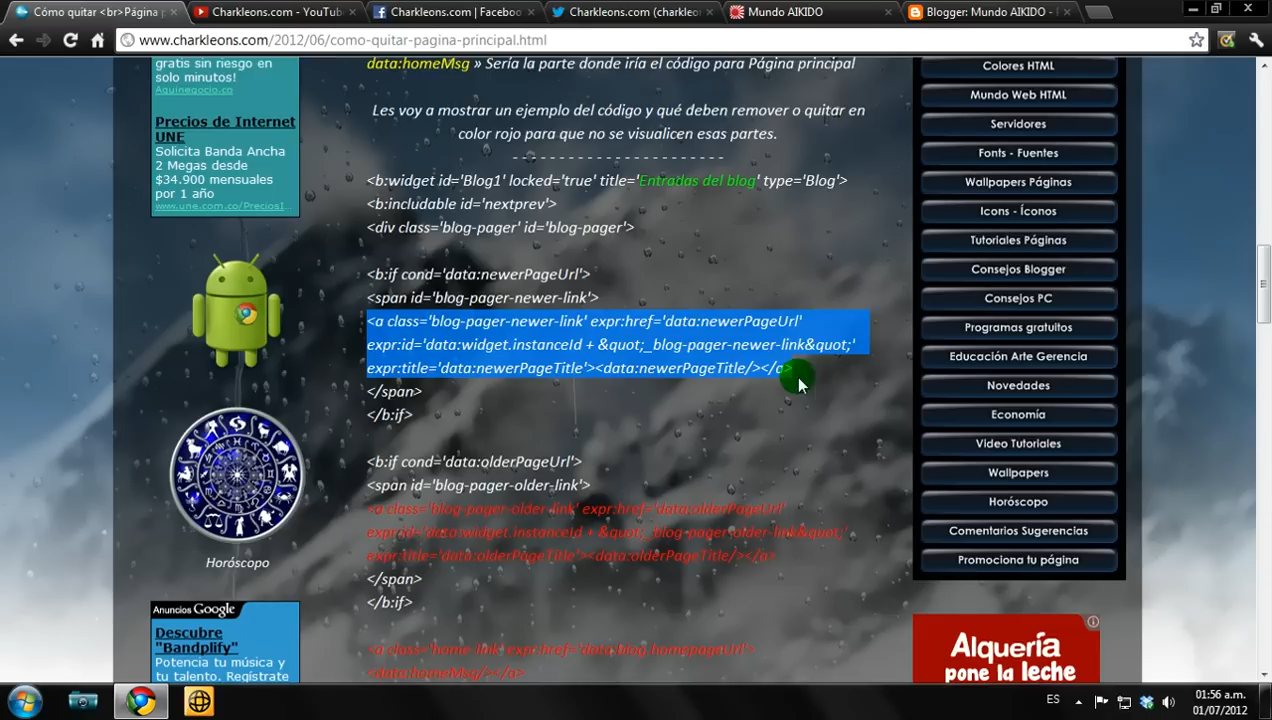 Cómo quitar <br>Página p
Charkleons.com - YouTub
Charkleons.com | Faceboo
Charkleons.com (charkleo
Mundo AIKIDO
Blogger: Mundo AIKIDO - 
www.charkleons.com/2012/06/como-quitar-pagina-principal.html
gratis sin riesgo en
solo minutos!
Aquinegocio.co
Precios de Internet
UNE
Solicita Banda Ancha
2 Megas desde
$34.900 mensuales
por 1 año
www.une.com.co/PreciosI...
Horóscopo
Anuncios Google
Descubre
"Bandplify"
Potencia tu música y
tu talento. Regístrate
data:homeMsg » Sería la parte donde iría el código para Página principal
Les voy a mostrar un ejemplo del código y qué deben remover o quitar en
color rojo para que no se visualicen esas partes.
- - - - - - - - - - - - - - - - - - - - - - -
<b:widget id='Blog1' locked='true' title='Entradas del blog' type='Blog'>
<b:includable id='nextprev'>
<div class='blog-pager' id='blog-pager'>
<b:if cond='data:newerPageUrl'>
<span id='blog-pager-newer-link'>
<a class='blog-pager-newer-link' expr:href='data:newerPageUrl'
expr:id='data:widget.instanceId + &quot;_blog-pager-newer-link&quot;'
expr:title='data:newerPageTitle'><data:newerPageTitle/></a>
</span>
</b:if>
<b:if cond='data:olderPageUrl'>
<span id='blog-pager-older-link'>
<a class='blog-pager-older-link' expr:href='data:olderPageUrl'
expr:id='data:widget.instanceId + &quot;_blog-pager-older-link&quot;'
expr:title='data:olderPageTitle'><data:olderPageTitle/></a>
</span>
</b:if>
<a class='home-link' expr:href='data:blog.homepageUrl'>
<data:homeMsg/></a>
Colores HTML
Mundo Web HTML
Servidores
Fonts - Fuentes
Wallpapers Páginas
Icons - Íconos
Tutoriales Páginas
Consejos Blogger
Consejos PC
Programas gratuitos
Educación Arte Gerencia
Novedades
Economía
Video Tutoriales
Wallpapers
Horóscopo
Comentarios Sugerencias
Promociona tu página
Alquería
pone la leche
ES
01:56 a.m.
01/07/2012